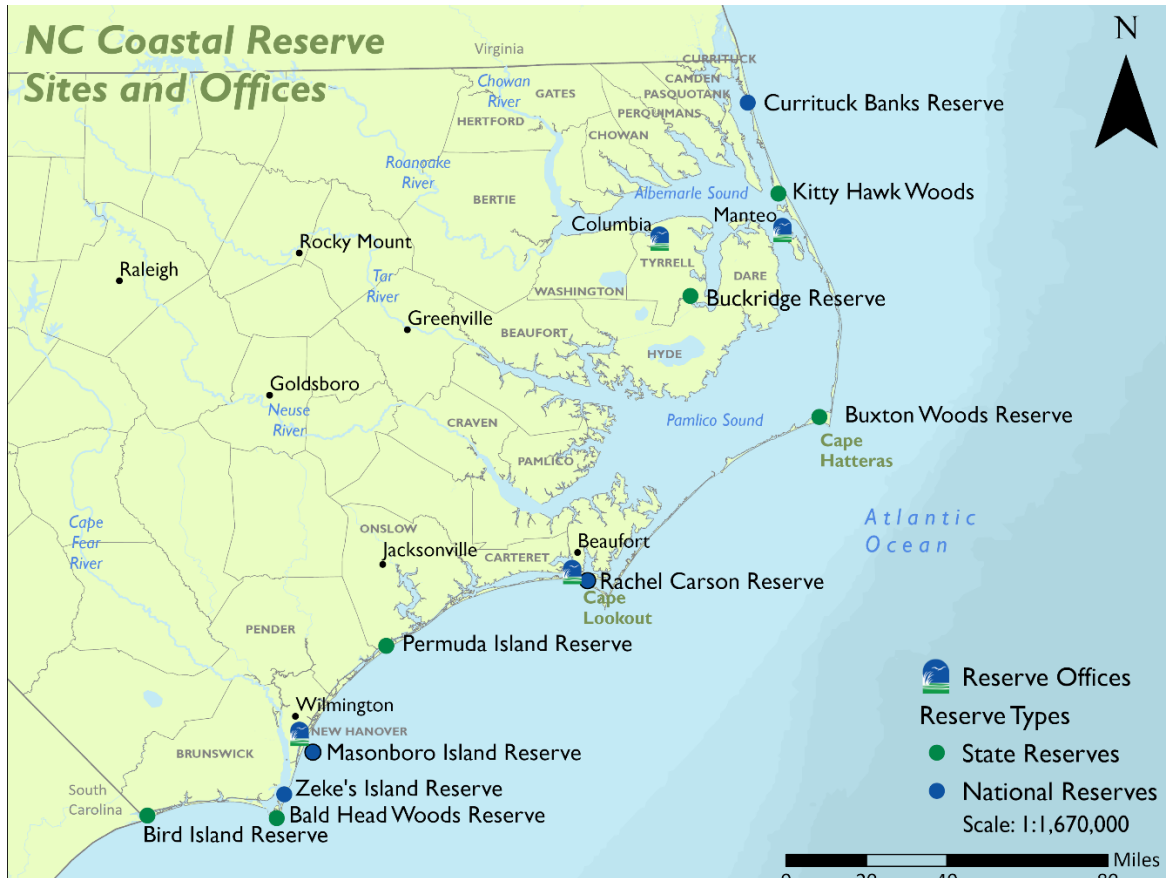 NC Coastal Reserve
Sites and Offices
N
Virginia
CURRITUCK
CAMDEN
PASQUOTANK
PERQUIMANS
CHOWAN
GATES
HERTFORD
Chowan
River
Currituck Banks Reserve
Roanoake
River
BERTIE
Albemarle Sound
Kitty Hawk Woods
Columbia
Manteo
TYRRELL
DARE
Rocky Mount
Raleigh
Tar
River
WASHINGTON
Buckridge Reserve
Greenville
BEAUFORT
HYDE
Goldsboro
Neuse
River
CRAVEN
Pamlico Sound
Buxton Woods Reserve
Cape
Hatteras
PAMLICO
Cape
Fear
River
ONSLOW
Jacksonville
CARTERET
Beaufort
Atlantic
Ocean
Rachel Carson Reserve
Cape
Lookout
PENDER
Permuda Island Reserve
Wilmington
NEW HANOVER
Masonboro Island Reserve
BRUNSWICK
Zeke's Island Reserve
South
Carolina
Bald Head Woods Reserve
Bird Island Reserve
Reserve Offices
Reserve Types
State Reserves
National Reserves
Scale: 1:1,670,000
Miles
0 20 40 80